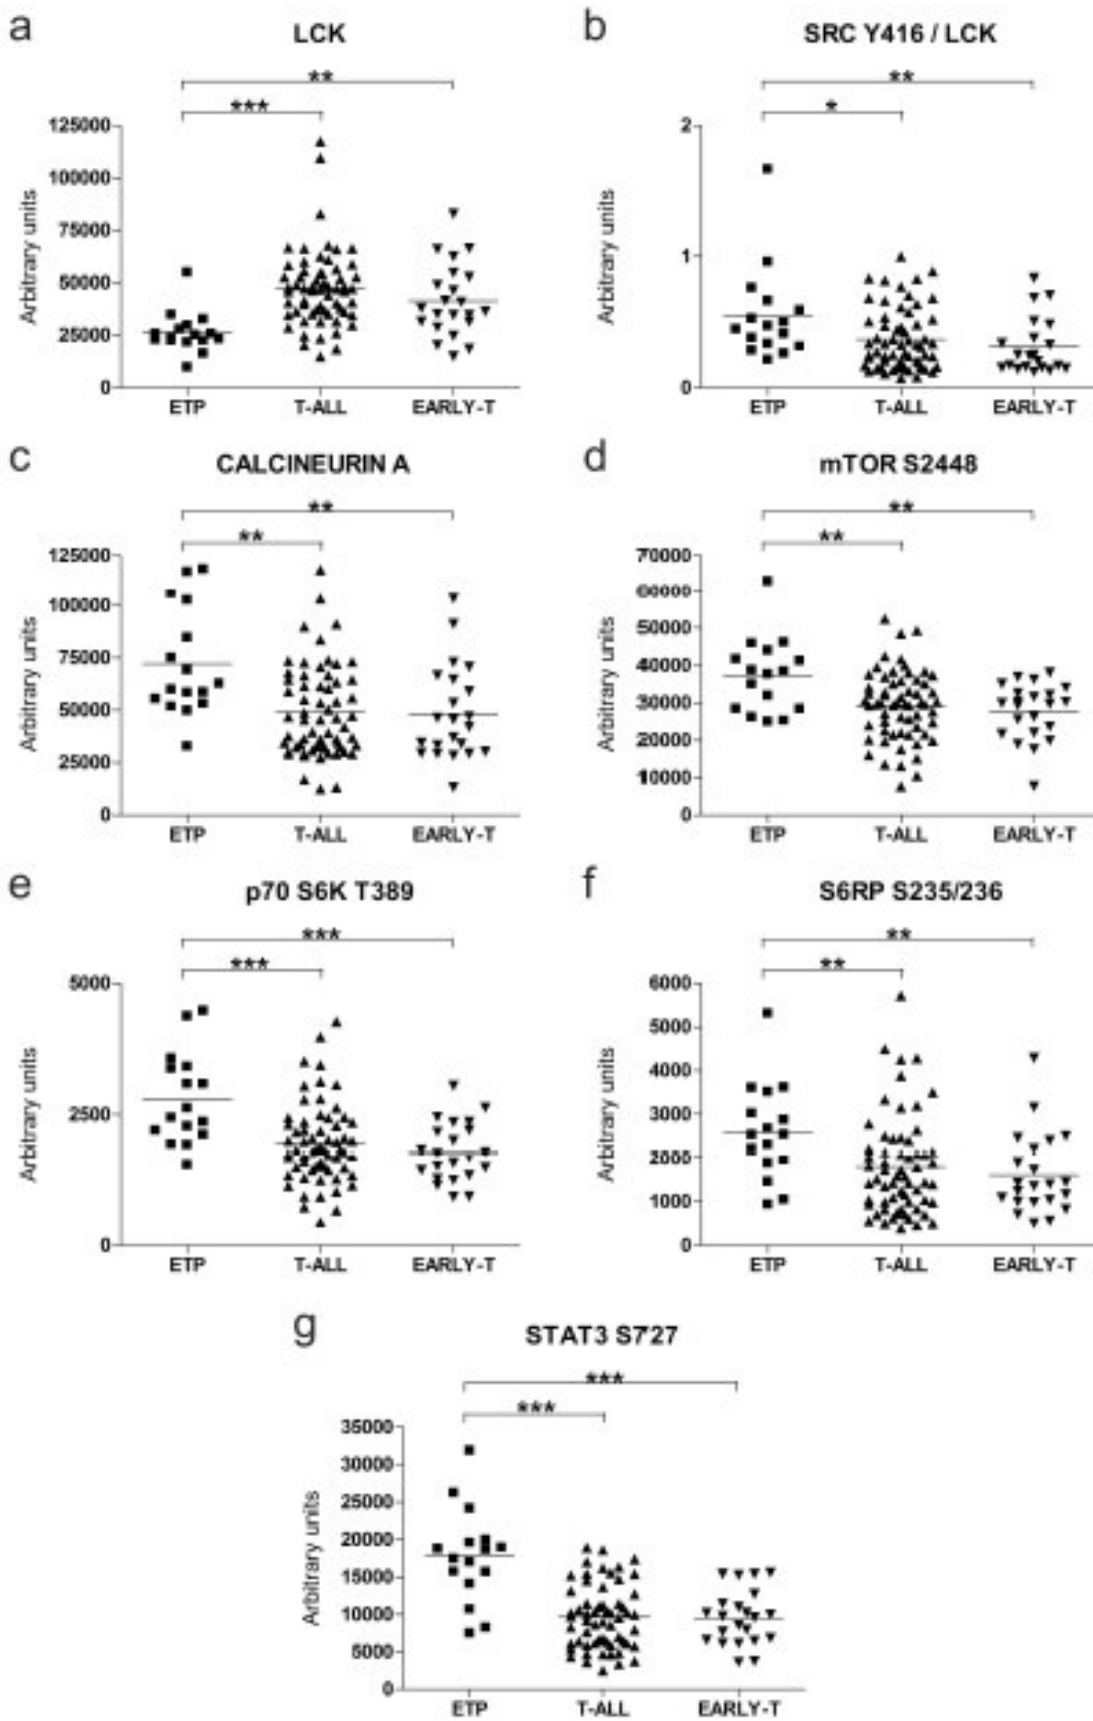 a
LCK
**
***
125000
100000
75000
50000
25000
0
Arbitrary units
ETP
T-ALL
EARLY-T
b
SRC Y416 / LCK
**
*
2
1
0
Arbitrary units
ETP
T-ALL
EARLY-T
c
CALCINEURIN A
**
**
125000
100000
75000
50000
25000
0
Arbitrary units
ETP
T-ALL
EARLY-T
d
mTOR S2448
**
**
70000
60000
50000
40000
30000
20000
10000
0
Arbitrary units
ETP
T-ALL
EARLY-T
e
p70 S6K T389
***
***
5000
2500
0
Arbitrary units
ETP
T-ALL
EARLY-T
f
S6RP S235/236
**
**
6000
5000
4000
3000
2000
1000
0
Arbitrary units
ETP
T-ALL
EARLY-T
g
STAT3 S727
***
***
35000
30000
25000
20000
15000
10000
5000
0
Arbitrary units
ETP
T-ALL
EARLY-T